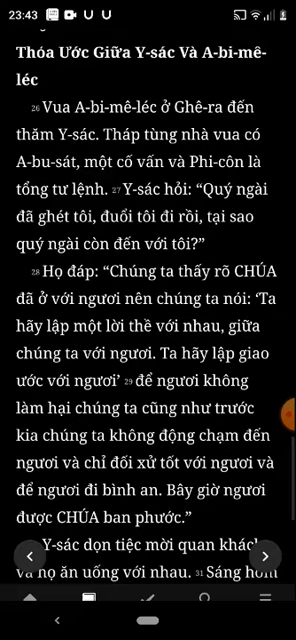 23:43
Thóa Ước Giữa Y-sác Và A-bi-mê-
léc
26 Vua A-bi-mê-léc ở Ghê-ra đến
thăm Y-sác. Tháp tùng nhà vua có
A-bu-sát, một cố vấn và Phi-côn là
tổng tư lệnh. 27 Y-sác hỏi: “Quý ngài
đã ghét tôi, đuổi tôi đi rồi, tại sao
quý ngài còn đến với tôi?”
28 Họ đáp: “Chúng ta thấy rõ CHÚA
đã ở với ngươi nên chúng ta nói: ‘Ta
hãy lập một lời thề với nhau, giữa
chúng ta với ngươi. Ta hãy lập giao
ước với ngươi’ 29 để ngươi không
làm hại chúng ta cũng như trước
kia chúng ta không động chạm đến
ngươi và chỉ đối xử tốt với ngươi và
để ngươi đi bình an. Bây giờ ngươi
được CHÚA ban phước.”
Y-sác dọn tiệc mời quan khách
và họ ăn uống với nhau. 31 Sáng hôm